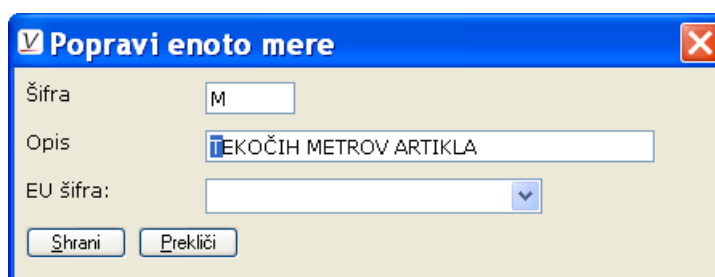 Popravi enoto mere
Šifra M
Opis TEKOČIH METROV ARTIKLA
EU šifra:
Shrani Prekliči